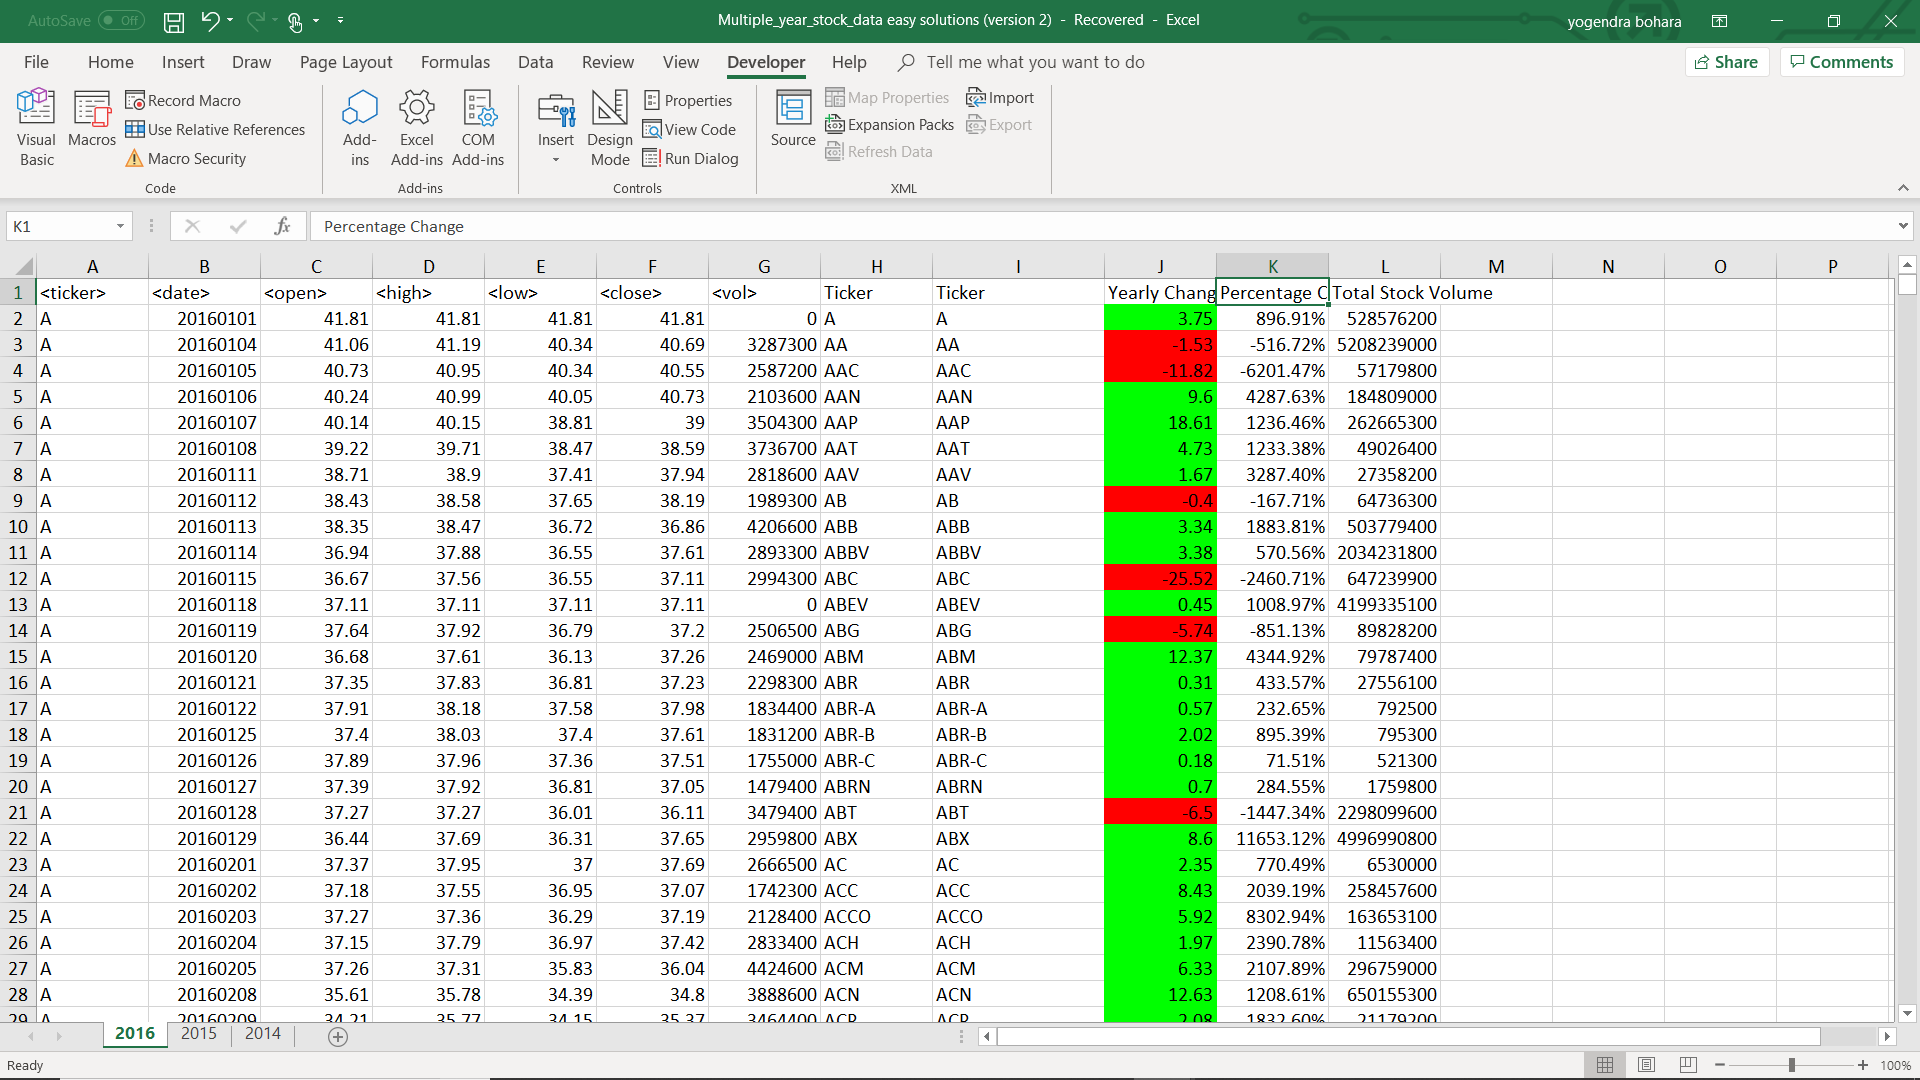 AutoSave Off
Multiple_year_stock_data easy solutions (version 2) - Recovered - Excel
yogendra bohara
File Home Insert Draw Page Layout Formulas Data Review View Developer Help Tell me what you want to do
Share Comments
Visual Basic
Macros
Record Macro
Use Relative References
Macro Security
Code
Add-ins
Excel Add-ins
COM Add-ins
Add-ins
Insert
Design Mode
Properties
View Code
Run Dialog
Controls
Source
Map Properties
Expansion Packs
Refresh Data
Import
Export
XML
K1
fx
Percentage Change
A B C D E F G H I J K L M N O P
1 <ticker> <date> <open> <high> <low> <close> <vol> Ticker Ticker Yearly Chang Percentage C Total Stock Volume
2 A 20160101 41.81 41.81 41.81 41.81 0 A A 3.75 896.91% 528576200
3 A 20160104 41.06 41.19 40.34 40.69 3287300 AA AA -1.53 -516.72% 5208239000
4 A 20160105 40.73 40.95 40.34 40.55 2587200 AAC AAC -11.82 -6201.47% 57179800
5 A 20160106 40.24 40.99 40.05 40.73 2103600 AAN AAN 9.6 4287.63% 184809000
6 A 20160107 40.14 40.15 38.81 39 3504300 AAP AAP 18.61 1236.46% 262665300
7 A 20160108 39.22 39.71 38.47 38.59 3736700 AAT AAT 4.73 1233.38% 49026400
8 A 20160111 38.71 38.9 37.41 37.94 2818600 AAV AAV 1.67 3287.40% 27358200
9 A 20160112 38.43 38.58 37.65 38.19 1989300 AB AB -0.4 -167.71% 64736300
10 A 20160113 38.35 38.47 36.72 36.86 4206600 ABB ABB 3.34 1883.81% 503779400
11 A 20160114 36.94 37.88 36.55 37.61 2893300 ABBV ABBV 3.38 570.56% 2034231800
12 A 20160115 36.67 37.56 36.55 37.11 2994300 ABC ABC -25.52 -2460.71% 647239900
13 A 20160118 37.11 37.11 37.11 37.11 0 ABEV ABEV 0.45 1008.97% 4199335100
14 A 20160119 37.64 37.92 36.79 37.2 2506500 ABG ABG -5.74 -851.13% 89828200
15 A 20160120 36.68 37.61 36.13 37.26 2469000 ABM ABM 12.37 4344.92% 79787400
16 A 20160121 37.35 37.83 36.81 37.23 2298300 ABR ABR 0.31 433.57% 27556100
17 A 20160122 37.91 38.18 37.58 37.98 1834400 ABR-A ABR-A 0.57 232.65% 792500
18 A 20160125 37.4 38.03 37.4 37.61 1831200 ABR-B ABR-B 2.02 895.39% 795300
19 A 20160126 37.89 37.96 37.36 37.51 1755000 ABR-C ABR-C 0.18 71.51% 521300
20 A 20160127 37.39 37.92 36.81 37.05 1479400 ABRN ABRN 0.7 284.55% 1759800
21 A 20160128 37.27 37.27 36.01 36.11 3479400 ABT ABT -6.5 -1447.34% 2298099600
22 A 20160129 36.44 37.69 36.31 37.65 2959800 ABX ABX 8.6 11653.12% 4996990800
23 A 20160201 37.37 37.95 37 37.69 2666500 AC AC 2.35 770.49% 6530000
24 A 20160202 37.18 37.55 36.95 37.07 1742300 ACC ACC 8.43 2039.19% 258457600
25 A 20160203 37.27 37.36 36.29 37.19 2128400 ACCO ACCO 5.92 8302.94% 163653100
26 A 20160204 37.15 37.79 36.97 37.42 2833400 ACH ACH 1.97 2390.78% 11563400
27 A 20160205 37.26 37.31 35.83 36.04 4424600 ACM ACM 6.33 2107.89% 296759000
28 A 20160208 35.61 35.78 34.39 34.8 3888600 ACN ACN 12.63 1208.61% 650155300
29 A 20160209 34.21 35.77 34.15 35.37 3464400 ACP ACP 2.08 1832.60% 21179200
2016 2015 2014
Ready
100%